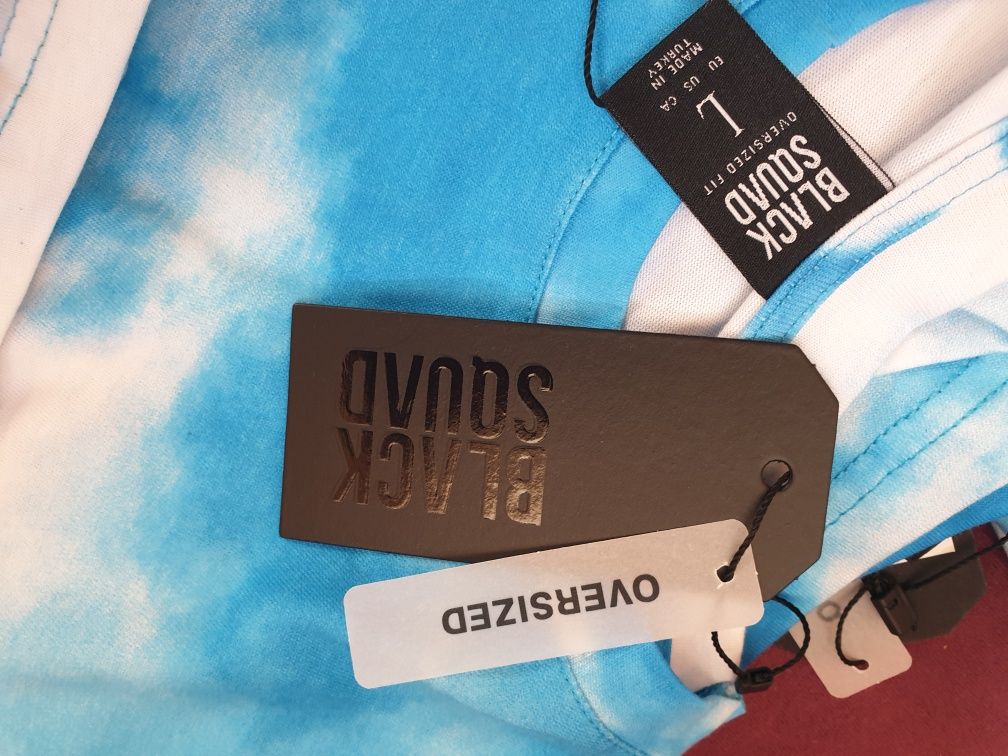 BLACK
SQUAD
OVERSIZED FIT
L
EU US CA
MADE IN
TURKEY
BLACK
SQUAD
OVERSIZED